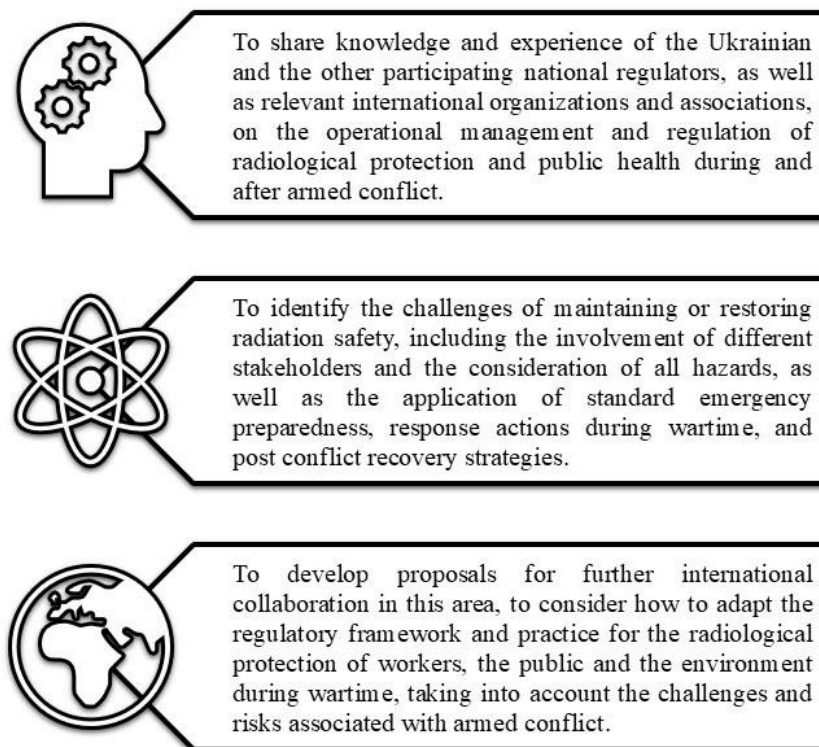 To share knowledge and experience of the Ukrainian
and the other participating national regulators, as well
as relevant international organizations and associations,
on the operational management and regulation of
radiological protection and public health during and
after armed conflict.
To identify the challenges of maintaining or restoring
radiation safety, including the involvement of different
stakeholders and the consideration of all hazards, as
well as the application of standard emergency
preparedness, response actions during wartime, and
post conflict recovery strategies.
To develop proposals for further international
collaboration in this area, to consider how to adapt the
regulatory framework and practice for the radiological
protection of workers, the public and the environment
during wartime, taking into account the challenges and
risks associated with armed conflict.